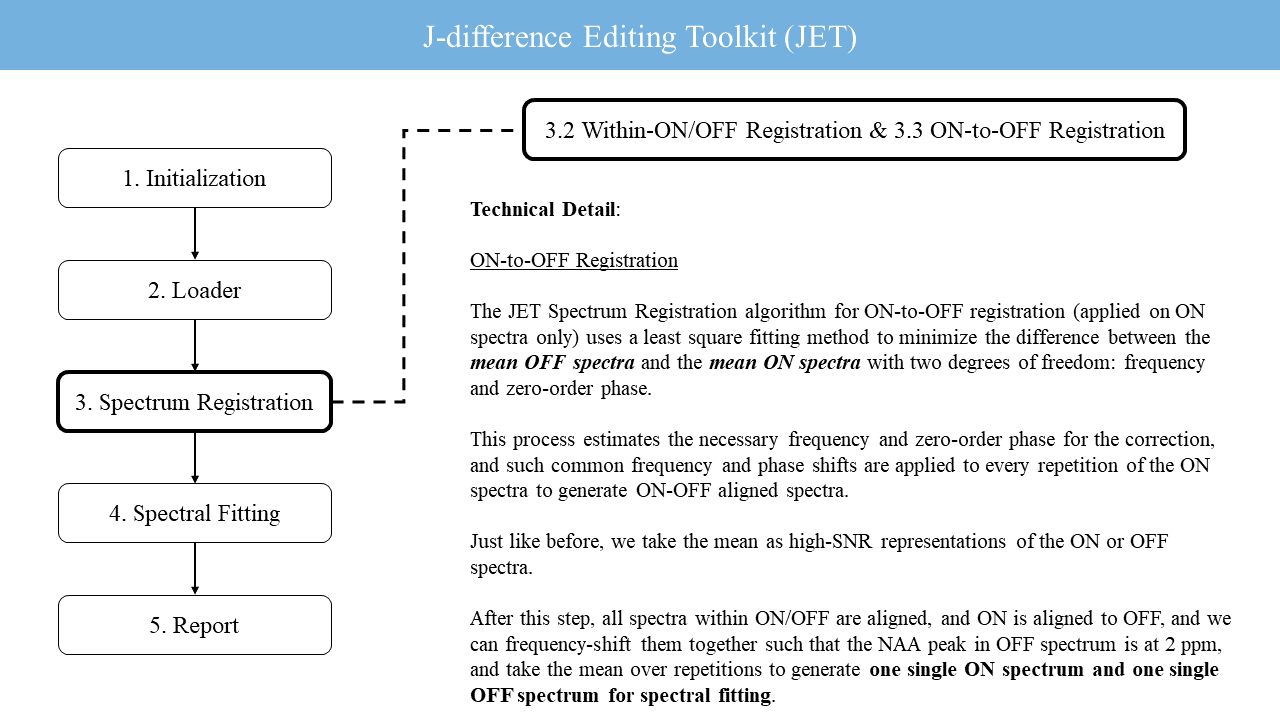 J-difference Editing Toolkit (JET)
3.2 Within-ON/OFF Registration & 3.3 ON-to-OFF Registration
1. Initialization
2. Loader
3. Spectrum Registration
4. Spectral Fitting
5. Report
Technical Detail:
ON-to-OFF Registration
The JET Spectrum Registration algorithm for ON-to-OFF registration (applied on ON
spectra only) uses a least square fitting method to minimize the difference between the
mean OFF spectra and the mean ON spectra with two degrees of freedom: frequency
and zero-order phase.
This process estimates the necessary frequency and zero-order phase for the correction,
and such common frequency and phase shifts are applied to every repetition of the ON
spectra to generate ON-OFF aligned spectra.
Just like before, we take the mean as high-SNR representations of the ON or OFF
spectra.
After this step, all spectra within ON/OFF are aligned, and ON is aligned to OFF, and we
can frequency-shift them together such that the NAA peak in OFF spectrum is at 2 ppm,
and take the mean over repetitions to generate one single ON spectrum and one single
OFF spectrum for spectral fitting.